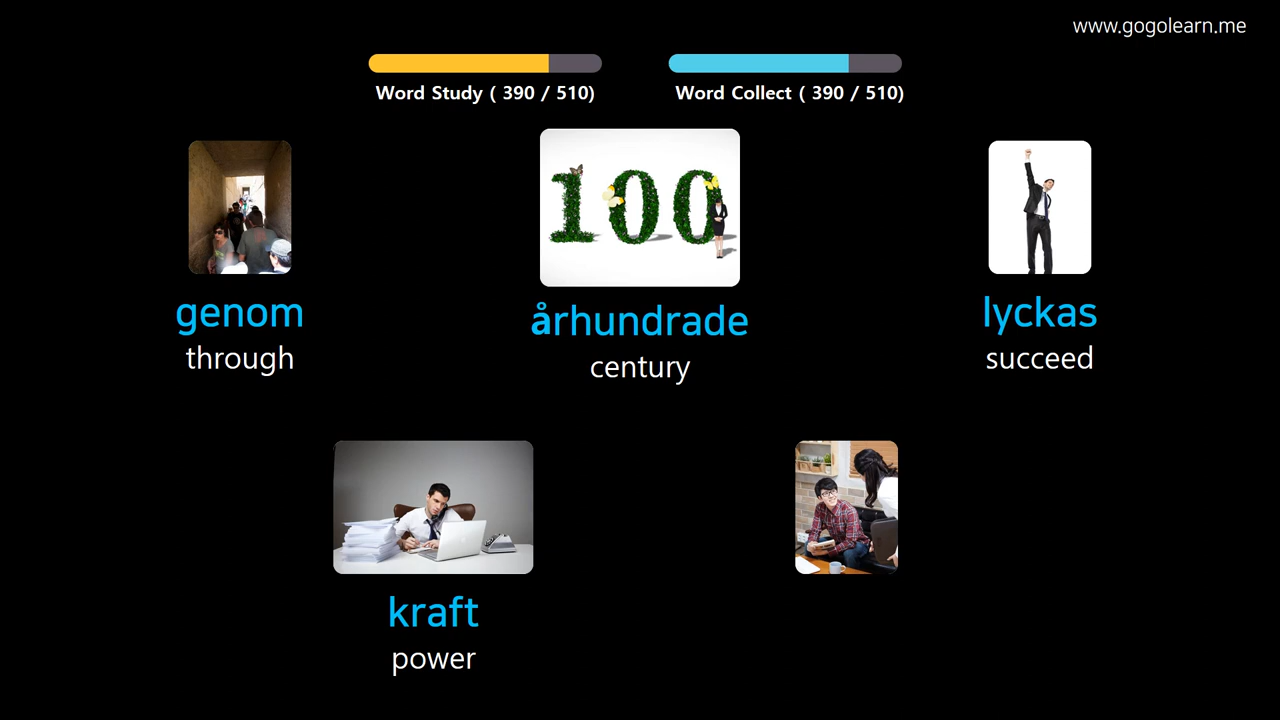 www.gogolearn.me
Word Study ( 390 / 510)
Word Collect ( 390 / 510)
100
genom
through
århundrade
century
lyckas
succeed
kraft
power